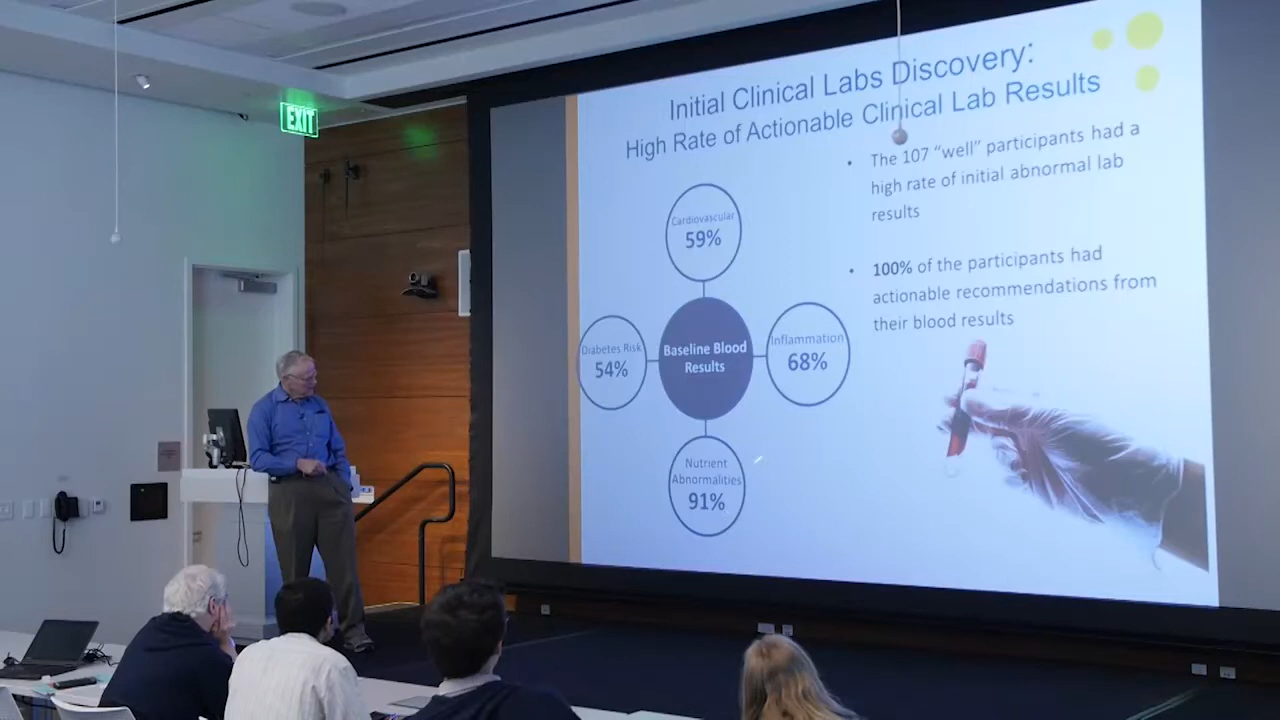 EXIT
Initial Clinical Labs Discovery:
High Rate of Actionable Clinical Lab Results
• The 107 “well” participants had a
high rate of initial abnormal lab
results
• 100% of the participants had
actionable recommendations from
their blood results
Cardiovascular
59%
Diabetes Risk
54%
Baseline Blood
Results
Inflammation
68%
Nutrient
Abnormalities
91%